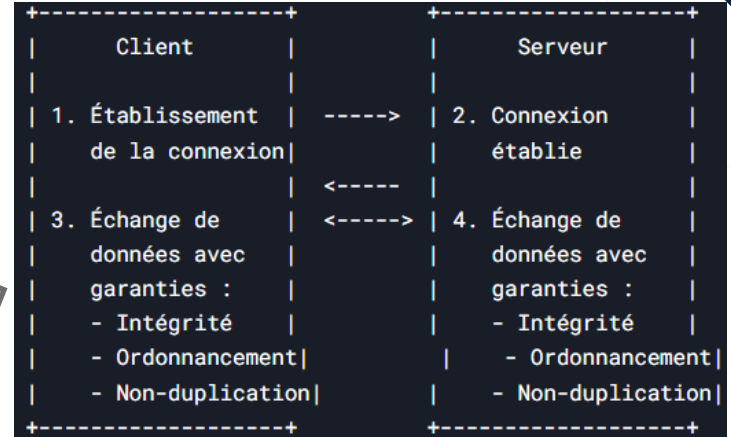 +-------------------+             +-------------------+
|      Client       |             |      Serveur      |
|                   |             |                   |
| 1. Établissement  |   ----->    | 2. Connexion      |
|    de la connexion|             |    établie        |
|                   |   <-----    |                   |
| 3. Échange de     |   <----->   | 4. Échange de     |
|    données avec   |             |    données avec   |
|    garanties :    |             |    garanties :    |
|    - Intégrité    |             |    - Intégrité    |
|    - Ordonnancement|             |    - Ordonnancement|
|    - Non-duplication|           |    - Non-duplication|
+-------------------+             +-------------------+